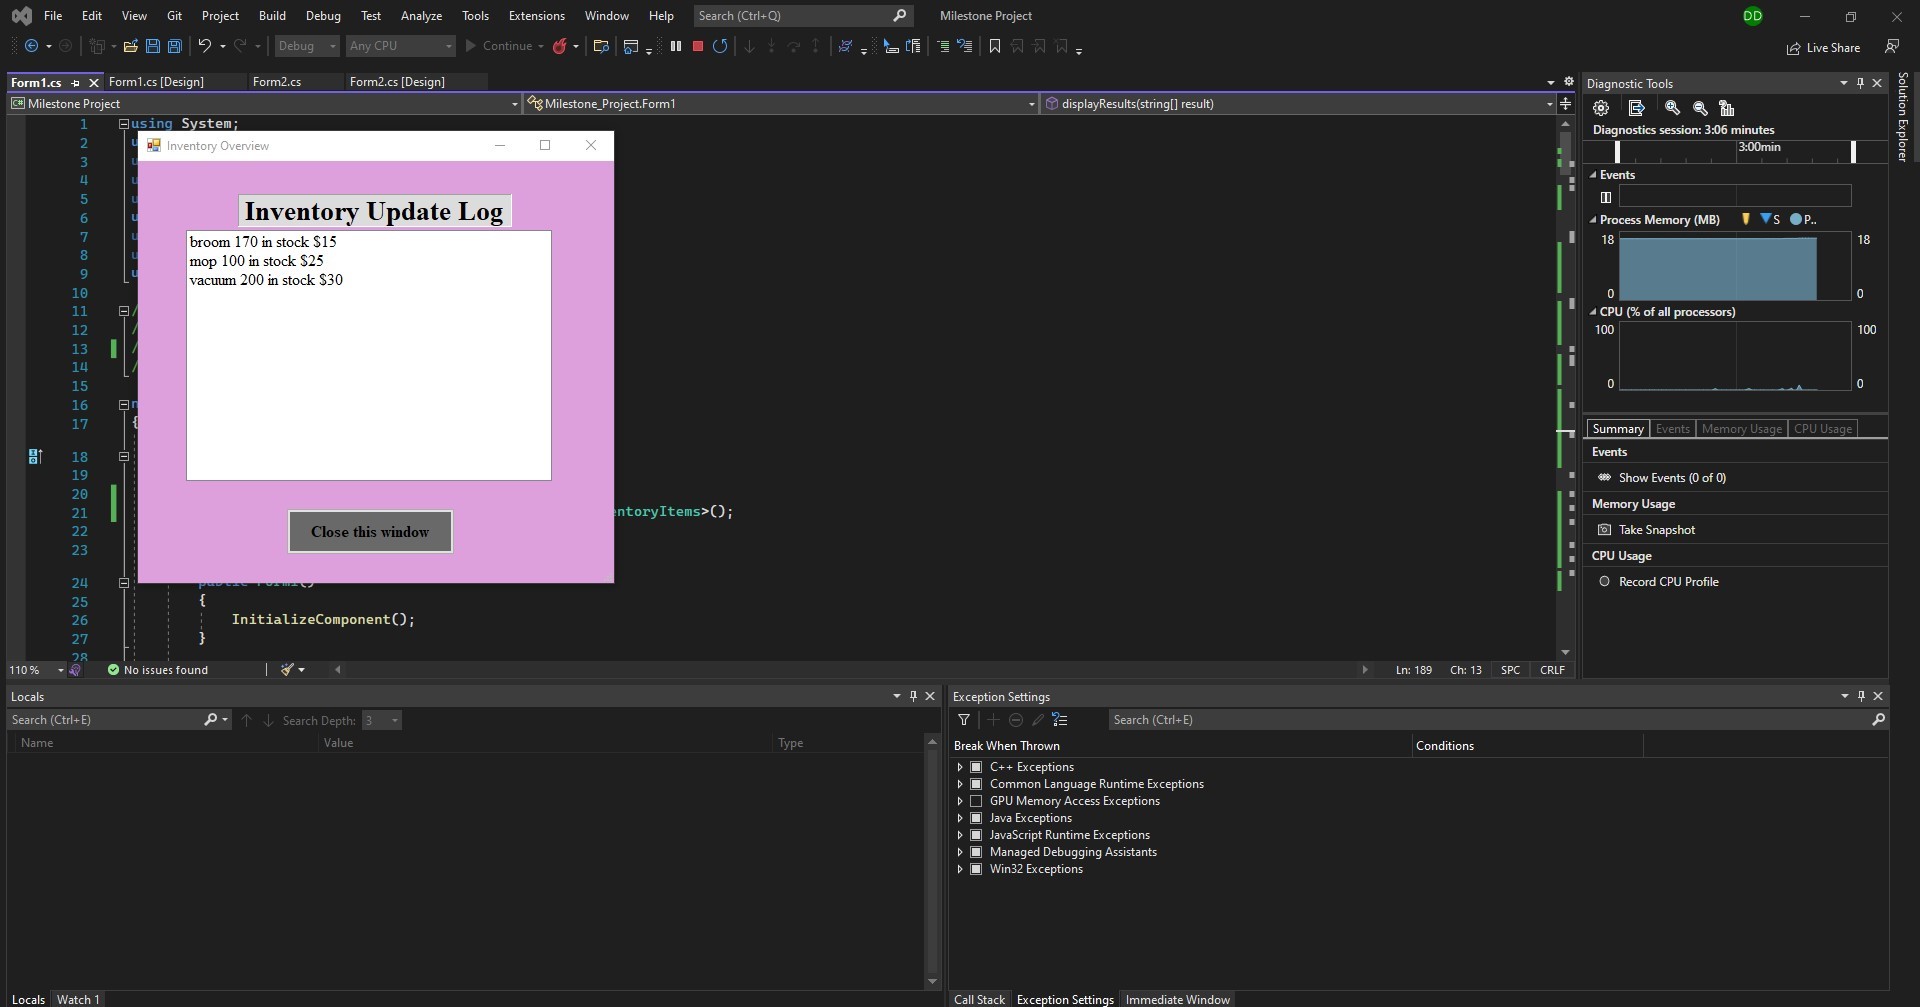 File Edit View Git Project Build Debug Test Analyze Tools Extensions Window Help Search (Ctrl+Q) Milestone Project DD
Debug Any CPU Continue Live Share
Form1.cs Form1.cs [Design] Form2.cs Form2.cs [Design]
Milestone Project Milestone_Project.Form1 displayResults(string[] result)
1 using System;
2
3
4
5
6
7
8
9
10
11
12
13
14
15
16
17
18
19
20
21 entoryItems>();
22
23
24
25 {
26 InitializeComponent();
27 }
28
Inventory Overview
Inventory Update Log
broom 170 in stock $15
mop 100 in stock $25
vacuum 200 in stock $30
Close this window
110 % No issues found Ln: 189 Ch: 13 SPC CRLF
Diagnostic Tools
Diagnostics session: 3:06 minutes
3:00min
Events
Process Memory (MB) S P..
18 18
0 0
CPU (% of all processors)
100 100
0 0
Summary Events Memory Usage CPU Usage
Events
Show Events (0 of 0)
Memory Usage
Take Snapshot
CPU Usage
Record CPU Profile
Solution Explorer
Locals
Search (Ctrl+E) Search Depth: 3
Name Value Type
Locals Watch 1
Exception Settings
Search (Ctrl+E)
Break When Thrown Conditions
C++ Exceptions
Common Language Runtime Exceptions
GPU Memory Access Exceptions
Java Exceptions
JavaScript Runtime Exceptions
Managed Debugging Assistants
Win32 Exceptions
Call Stack Exception Settings Immediate Window